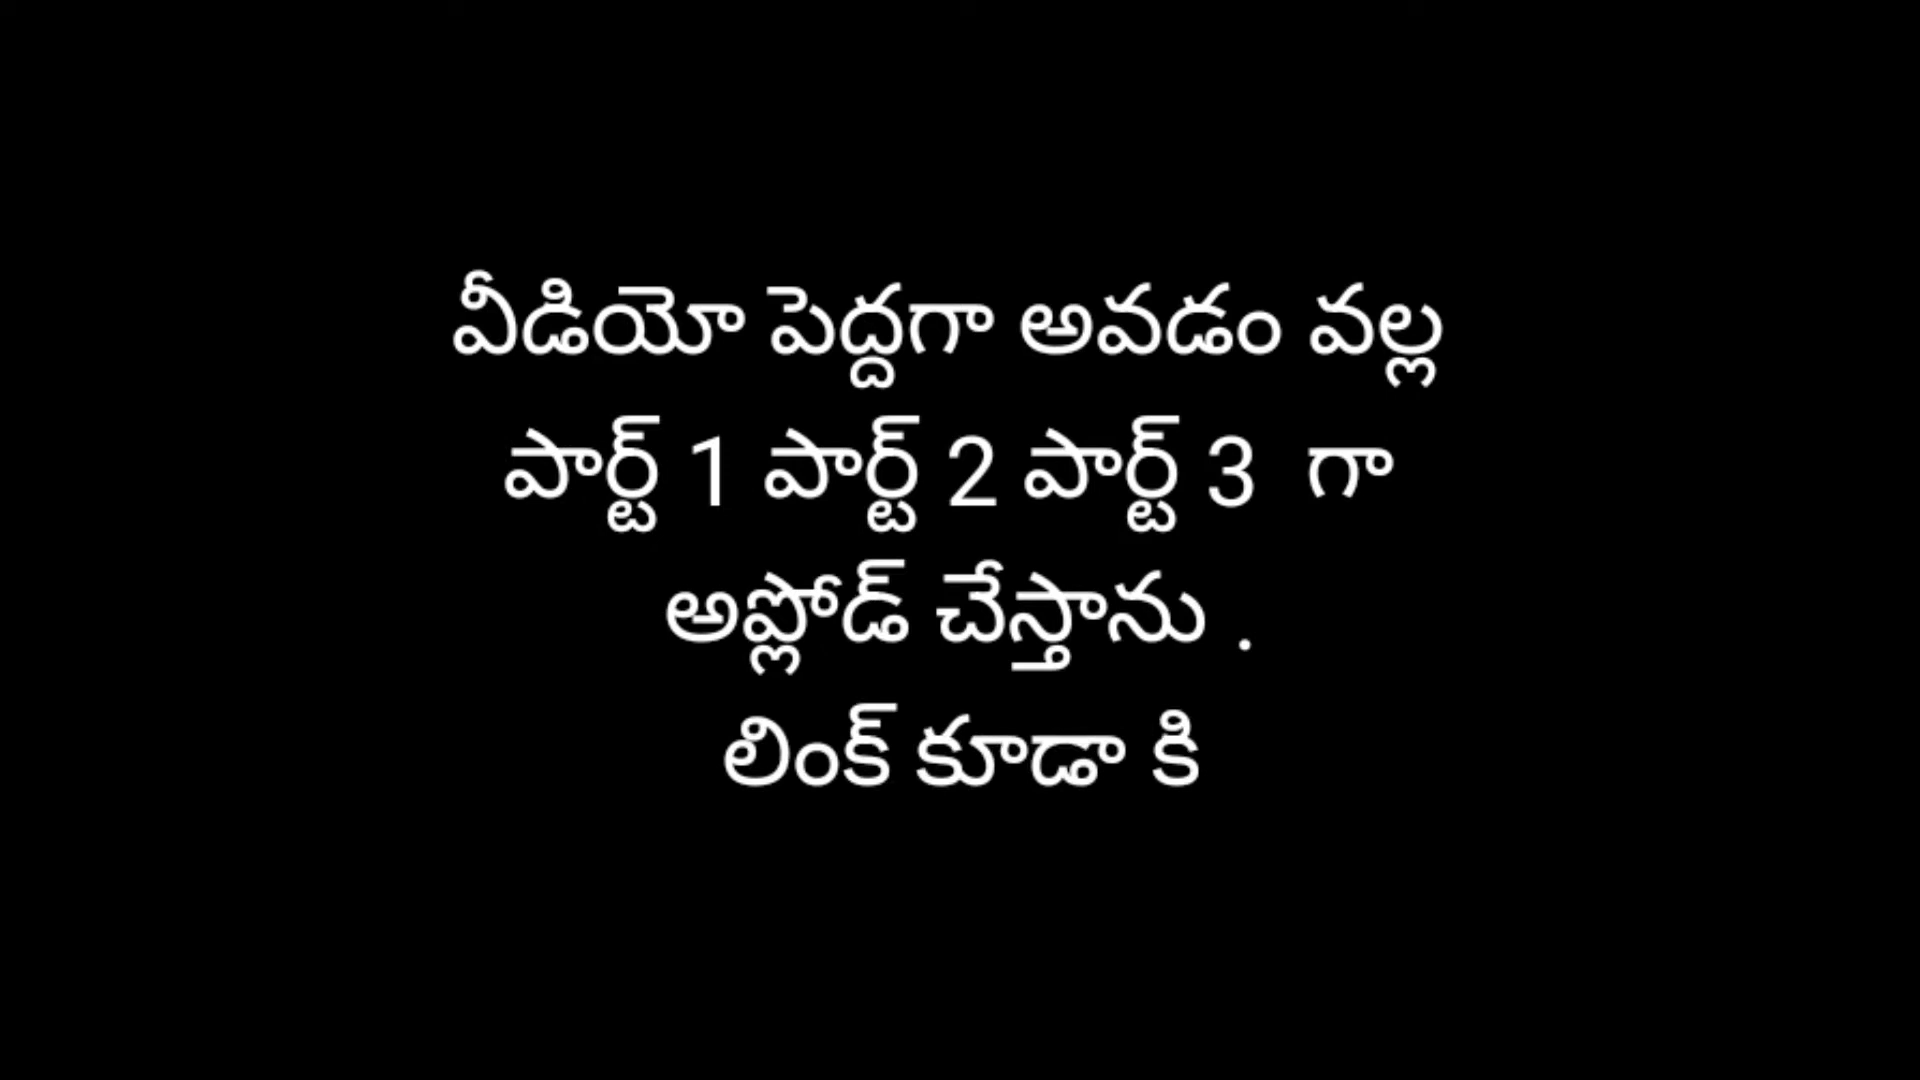 వీడియో పెద్దగా అవడం వల్ల
పార్ట్ 1 పార్ట్ 2 పార్ట్ 3 గా
అప్లోడ్ చేస్తాను .
లింక్ కూడా కి